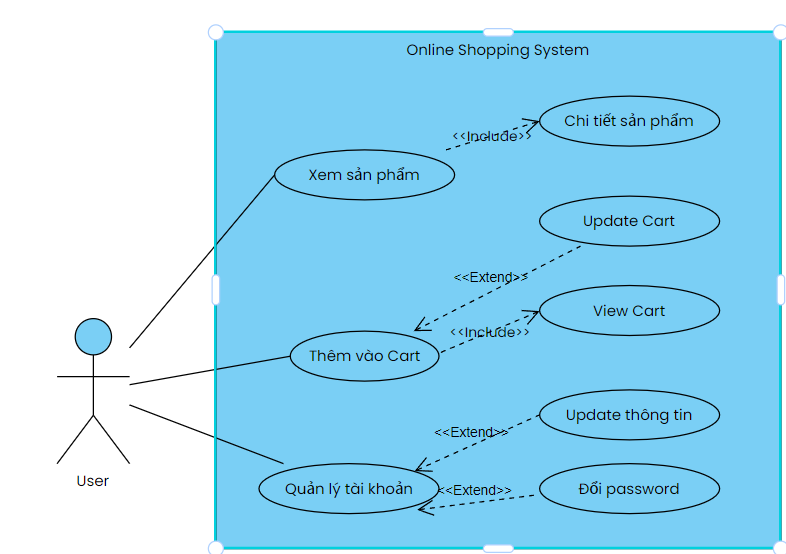 Online Shopping System
Chi tiết sản phẩm
<<Include>>
Xem sản phẩm
Update Cart
<<Extend>>
View Cart
<<Include>>
Thêm vào Cart
Update thông tin
<<Extend>>
User
Quản lý tài khoản
<<Extend>>
Đổi password